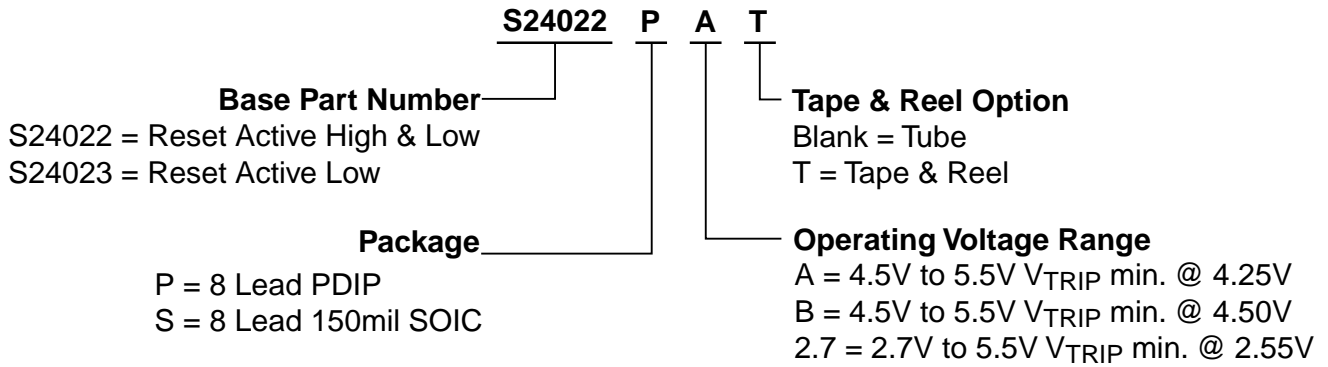 S24022 P A T
Base Part Number
S24022 = Reset Active High & Low
S24023 = Reset Active Low
Package
P = 8 Lead PDIP
S = 8 Lead 150mil SOIC
Tape & Reel Option
Blank = Tube
T = Tape & Reel
Operating Voltage Range
A = 4.5V to 5.5V VTRIP min. @ 4.25V
B = 4.5V to 5.5V VTRIP min. @ 4.50V
2.7 = 2.7V to 5.5V VTRIP min. @ 2.55V